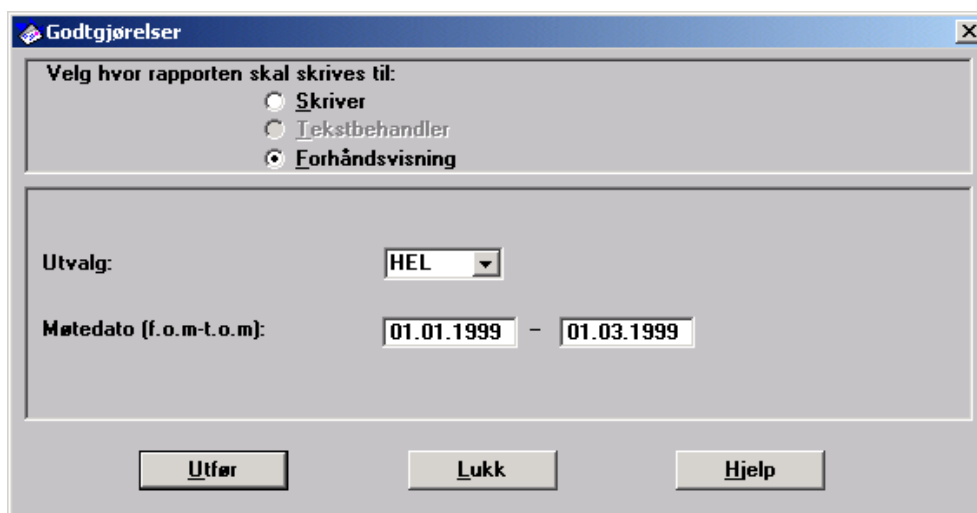 Godtgjørelser
Velg hvor rapporten skal skrives til:
Skriver
Tekstbehandler
Forhåndsvisning
Utvalg: HEL
Møtedato (f.o.m-t.o.m): 01.01.1999 - 01.03.1999
Utfør Lukk Hjelp